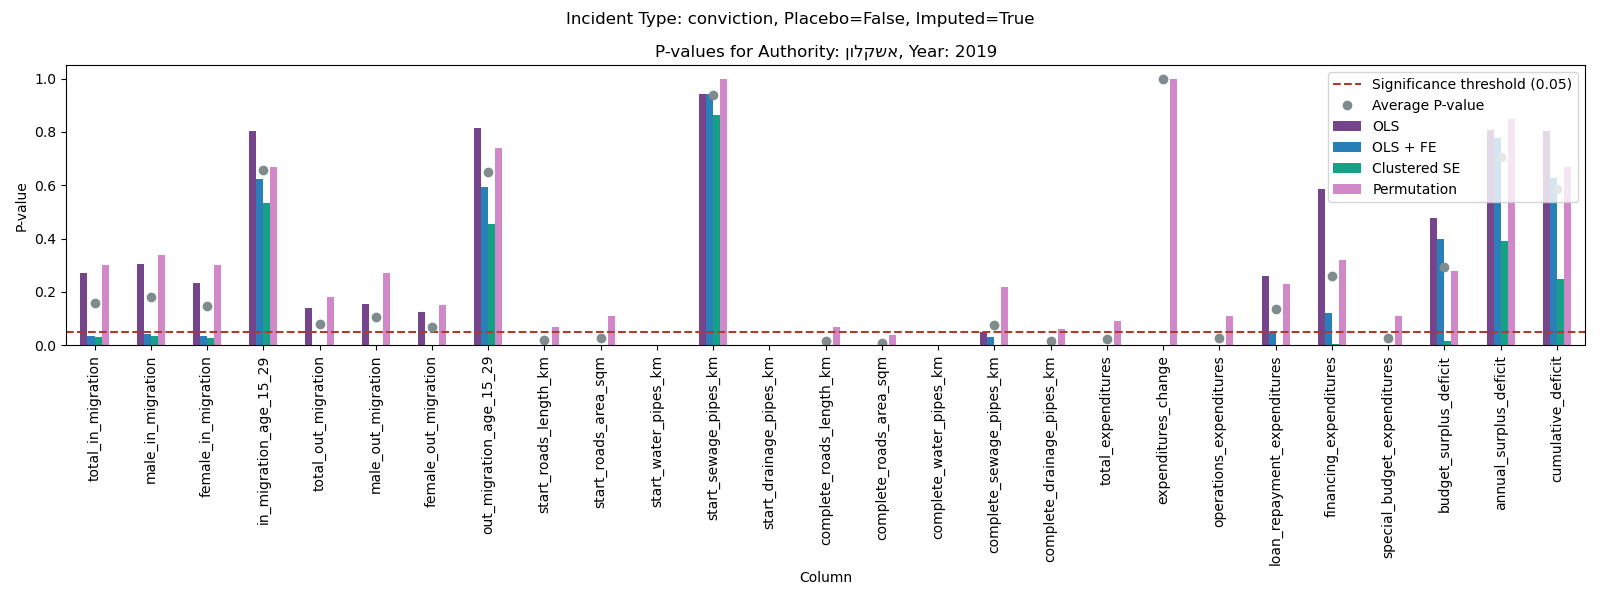 Incident Type: conviction, Placebo=False, Imputed=True
P-values for Authority: אשקלון, Year: 2019
P-value
1.0
0.8
0.6
0.4
0.2
0.0
Significance threshold (0.05)
Average P-value
OLS
OLS + FE
Clustered SE
Permutation
total_in_migration
male_in_migration
female_in_migration
in_migration_age_15_29
total_out_migration
male_out_migration
female_out_migration
out_migration_age_15_29
start_roads_length_km
start_roads_area_sqm
start_water_pipes_km
start_sewage_pipes_km
start_drainage_pipes_km
complete_roads_length_km
complete_roads_area_sqm
complete_water_pipes_km
complete_sewage_pipes_km
complete_drainage_pipes_km
total_expenditures
expenditures_change
operations_expenditures
loan_repayment_expenditures
financing_expenditures
special_budget_expenditures
budget_surplus_deficit
annual_surplus_deficit
cumulative_deficit
Column